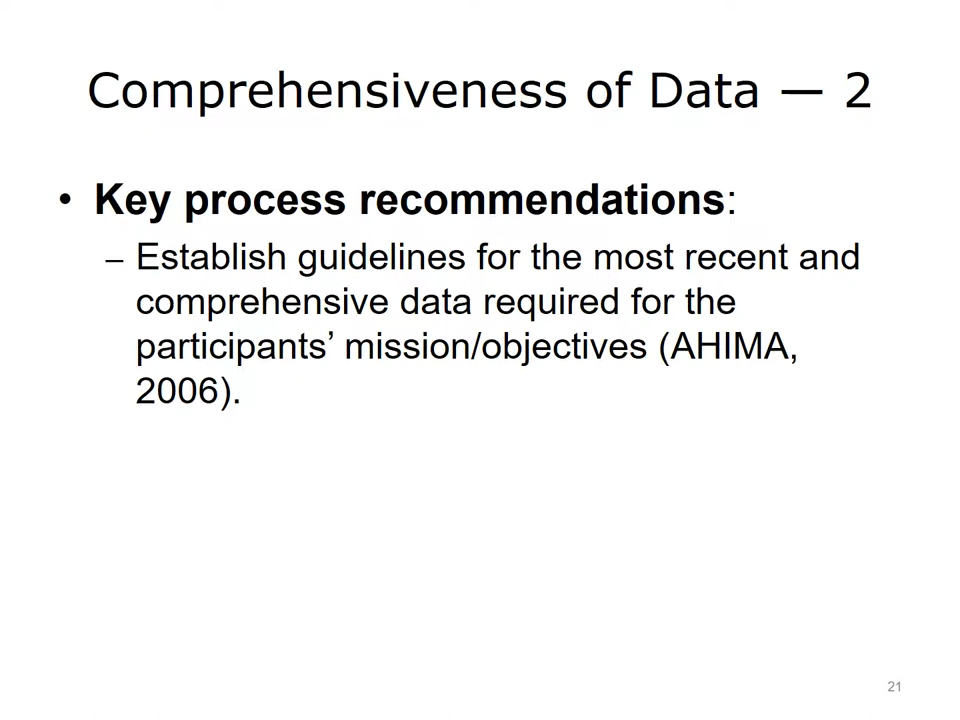 Comprehensiveness of Data — 2
• Key process recommendations:
– Establish guidelines for the most recent and
comprehensive data required for the
participants’ mission/objectives (AHIMA,
2006).
21